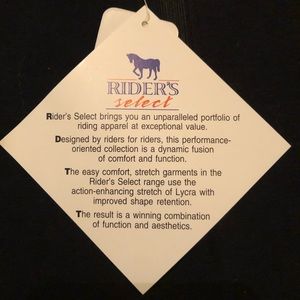 RIDER'S
select
Rider's Select brings you an unparalleled portfolio of
riding apparel at exceptional value.
Designed by riders for riders, this performance-
oriented collection is a dynamic fusion
of comfort and function.
The easy comfort, stretch garments in the
Rider's Select range use the
action-enhancing stretch of Lycra with
improved shape retention.
The result is a winning combination
of function and aesthetics.